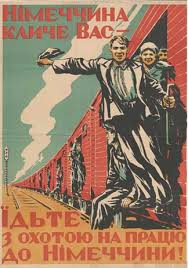 НІМЕЧЧИНА
КЛИЧЕ ВАС –
ЇДЬТЕ
З ОХОТОЮ НА ПРАЦЮ
ДО НІМЕЧЧИНИ!